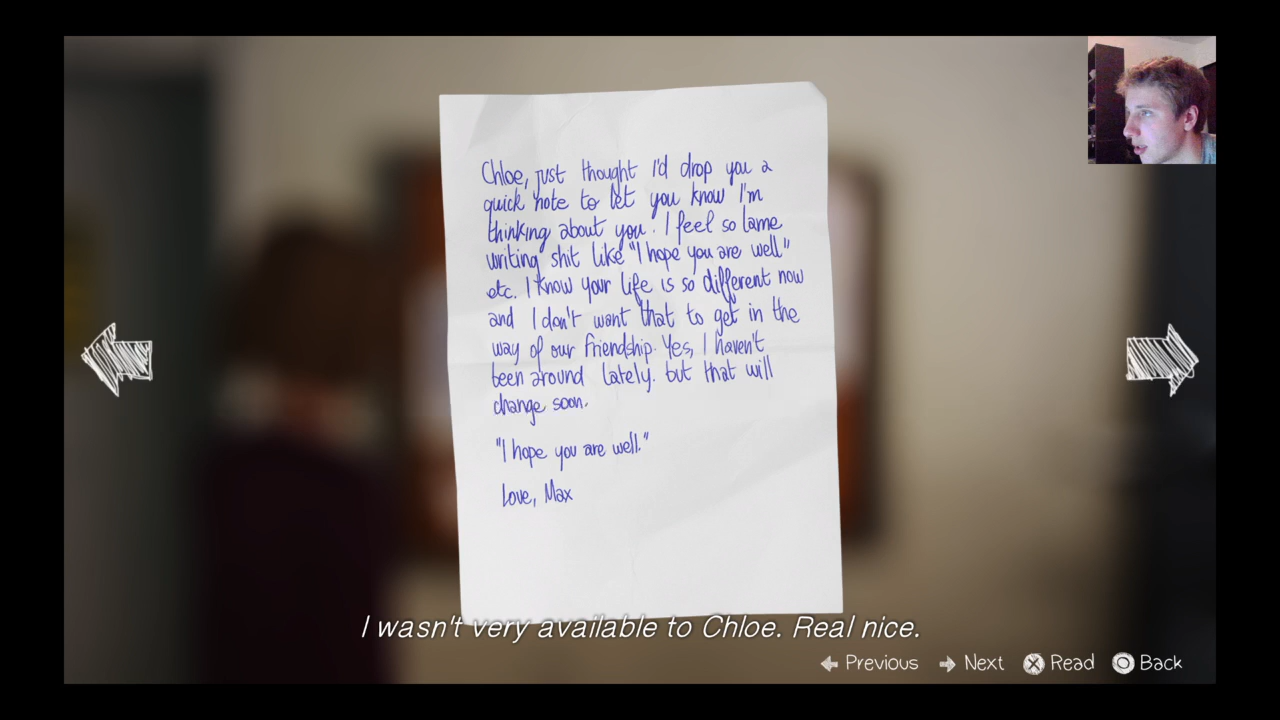 Chloe, just thought I'd drop you a
quick note to let you know I'm
thinking about you. I feel so lame
writing shit like "I hope you are well"
etc. I know your life is so different now
and I don't want that to get in the
way of our friendship. Yes, I haven't
been around lately. but that will
change soon.
"I hope you are well."
Love, Max
I wasn't very available to Chloe. Real nice.
Previous Next Read Back